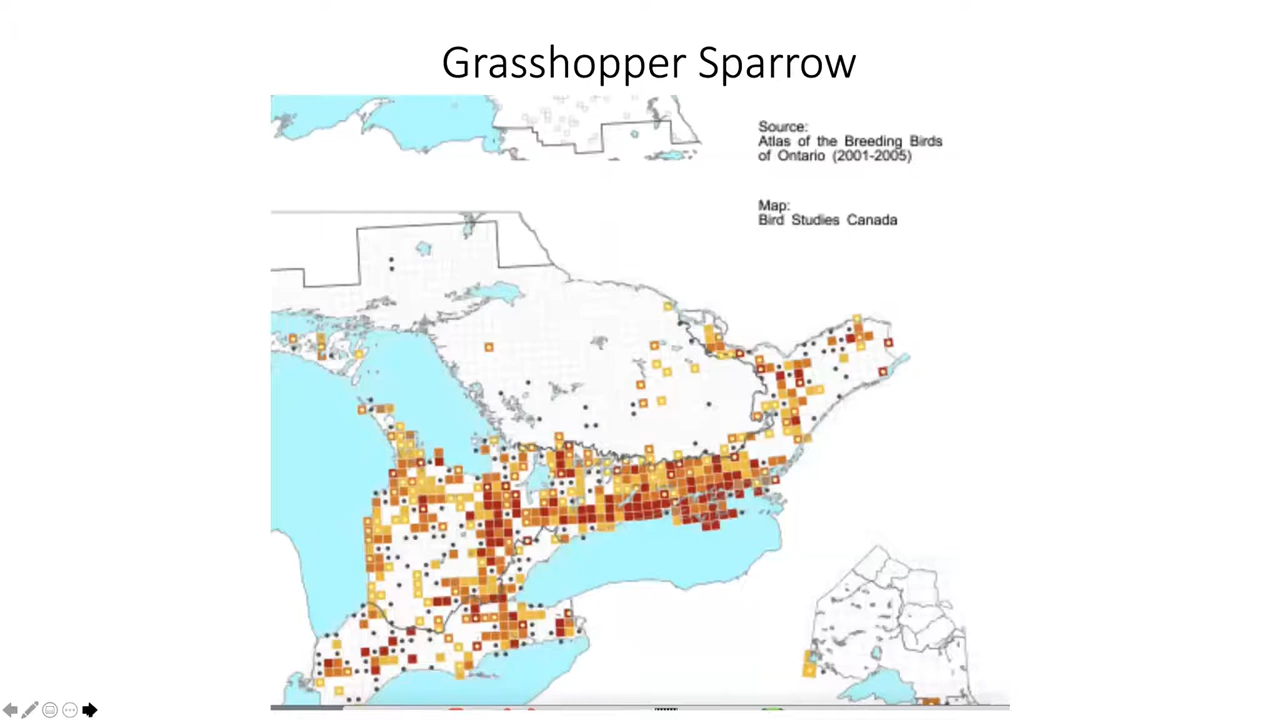 Grasshopper Sparrow
Source:
Atlas of the Breeding Birds
of Ontario (2001-2005)
Map:
Bird Studies Canada